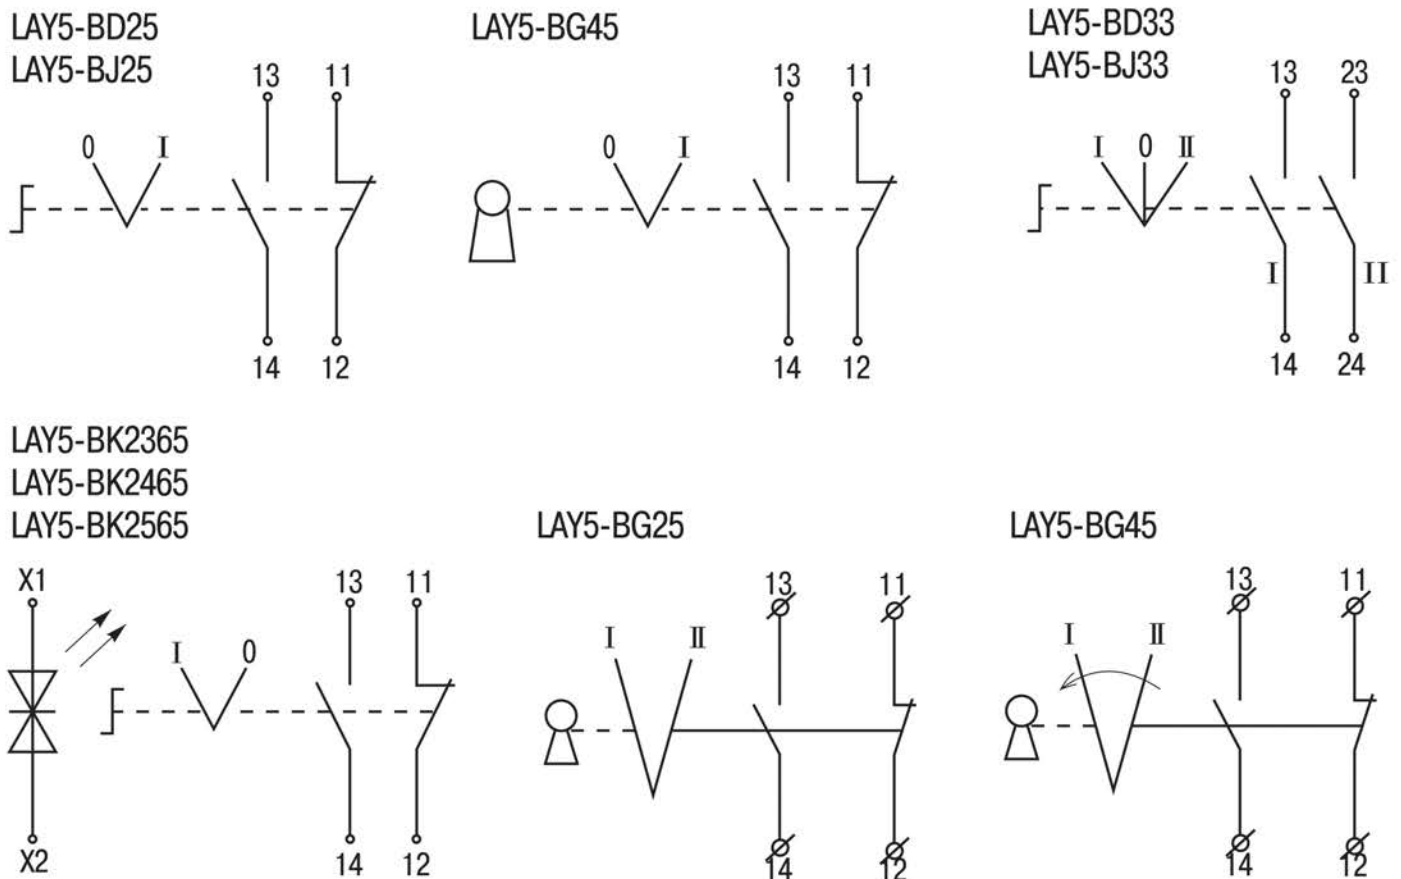 LAY5-BD25
LAY5-BJ25
13 11
0 I
14 12
LAY5-BG45
13 11
0 I
14 12
LAY5-BD33
LAY5-BJ33
13 23
I 0 II
I II
14 24
LAY5-BK2365
LAY5-BK2465
LAY5-BK2565
X1 13 11
I 0
X2 14 12
LAY5-BG25
13 11
I II
14 12
LAY5-BG45
13 11
I II
14 12